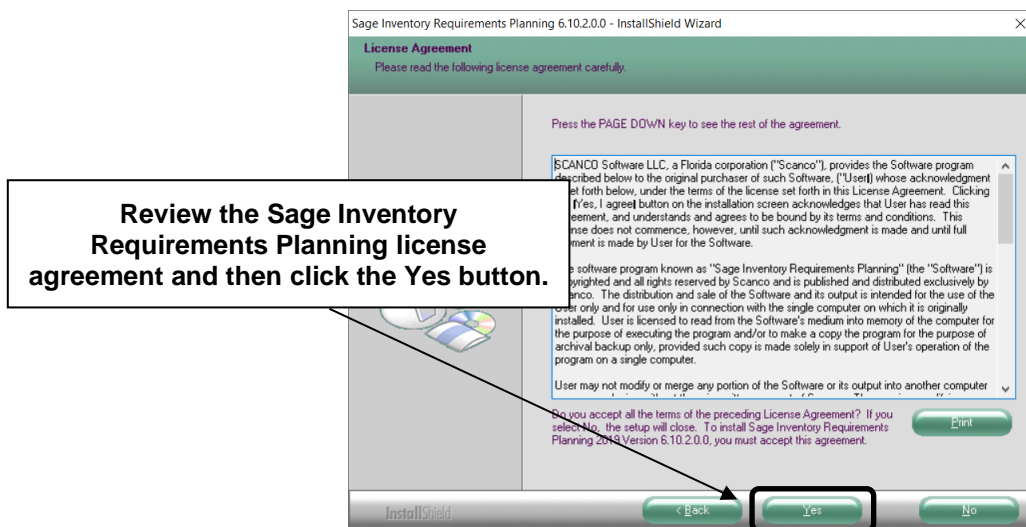 Sage Inventory Requirements Planning 6.10.2.0.0 - InstallShield Wizard
License Agreement
Please read the following license agreement carefully.
Press the PAGE DOWN key to see the rest of the agreement.
SCANCO Software LLC, a Florida corporation ("Scanco"), provides the Software program
described below to the original purchaser of such Software, ("User|) whose acknowledgment
et forth below, under the terms of the license set forth in this License Agreement. Clicking
Yes, I agree| button on the installation screen acknowledges that User has read this
eement, and understands and agrees to be bound by its terms and conditions. This
nse does not commence, however, until such acknowledgment is made and until full
ment is made by User for the Software.
Review the Sage Inventory
Requirements Planning license
agreement and then click the Yes button.
software program known as "Sage Inventory Requirements Planning" (the "Software") is
pyrighted and all rights reserved by Scanco and is published and distributed exclusively by
anco. The distribution and sale of the Software and its output is intended for the use of the
User only and for use only in connection with the single computer on which it is originally
installed. User is licensed to read from the Software's medium into memory of the computer for
the purpose of executing the program and/or to make a copy the program for the purpose of
archival backup only, provided such copy is made solely in support of User's operation of the
program on a single computer.
User may not modify or merge any portion of the Software or its output into another computer
Do you accept all the terms of the preceding License Agreement? If you
select No, the setup will close. To install Sage Inventory Requirements
Planning 2019 Version 6.10.2.0.0, you must accept this agreement.
Print
InstallShield
< Back
Yes
No